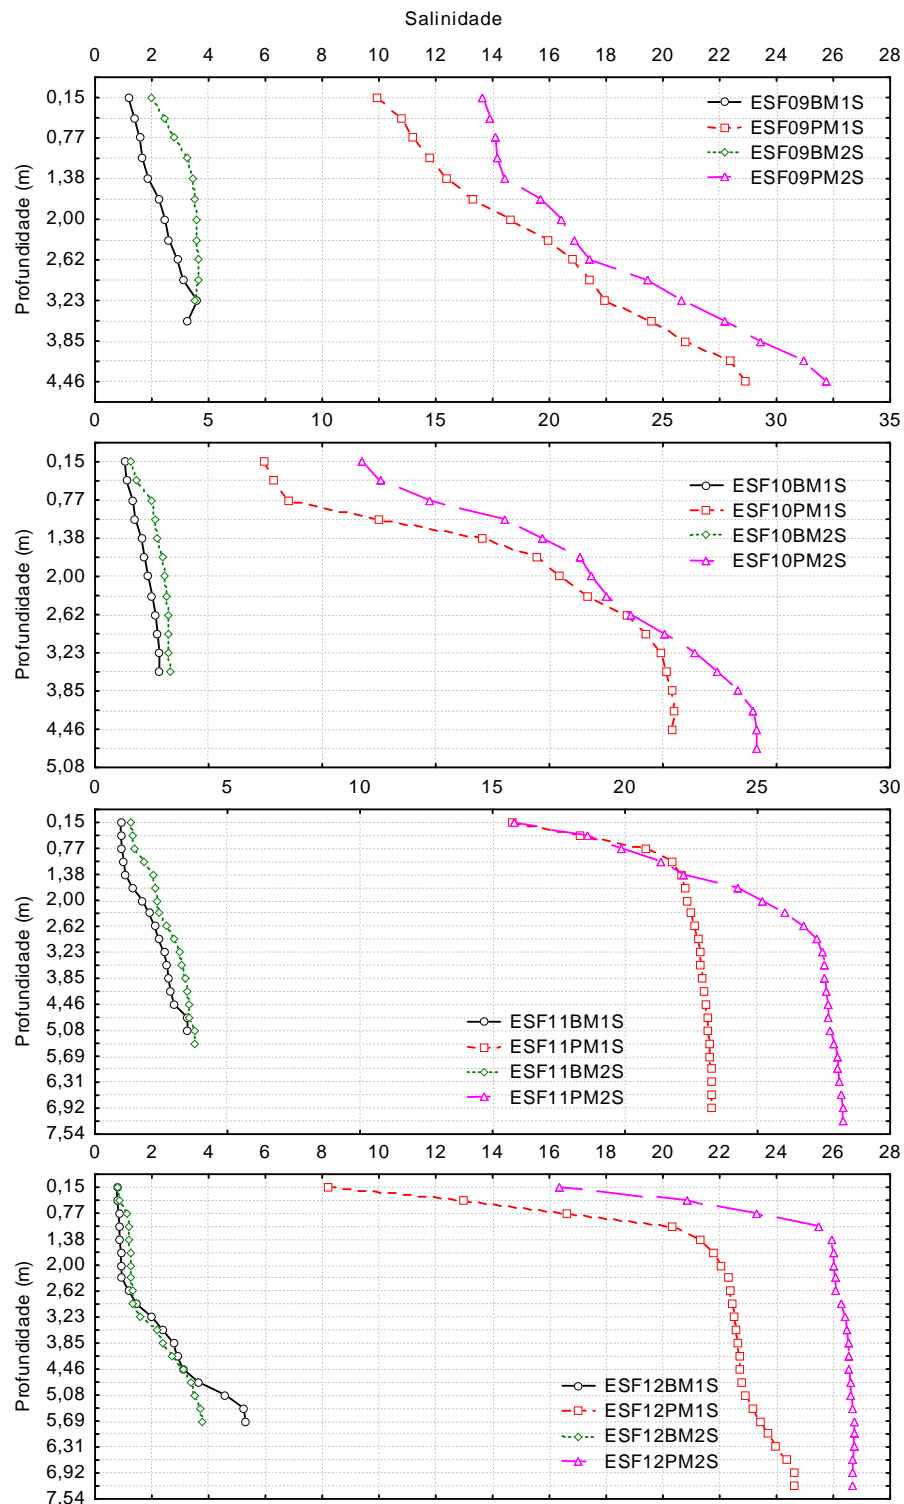 Salinidade
0 2 4 6 8 10 12 14 16 18 20 22 24 26 28
Profundidade (m)
0,15
0,77
1,38
2,00
2,62
3,23
3,85
4,46
ESF09BM1S
ESF09PM1S
ESF09BM2S
ESF09PM2S
0 5 10 15 20 25 30 35
Profundidade (m)
0,15
0,77
1,38
2,00
2,62
3,23
3,85
4,46
5,08
ESF10BM1S
ESF10PM1S
ESF10BM2S
ESF10PM2S
0 5 10 15 20 25 30
Profundidade (m)
0,15
0,77
1,38
2,00
2,62
3,23
3,85
4,46
5,08
5,69
6,31
6,92
7,54
ESF11BM1S
ESF11PM1S
ESF11BM2S
ESF11PM2S
0 2 4 6 8 10 12 14 16 18 20 22 24 26 28
Profundidade (m)
0,15
0,77
1,38
2,00
2,62
3,23
3,85
4,46
5,08
5,69
6,31
6,92
7,54
ESF12BM1S
ESF12PM1S
ESF12BM2S
ESF12PM2S